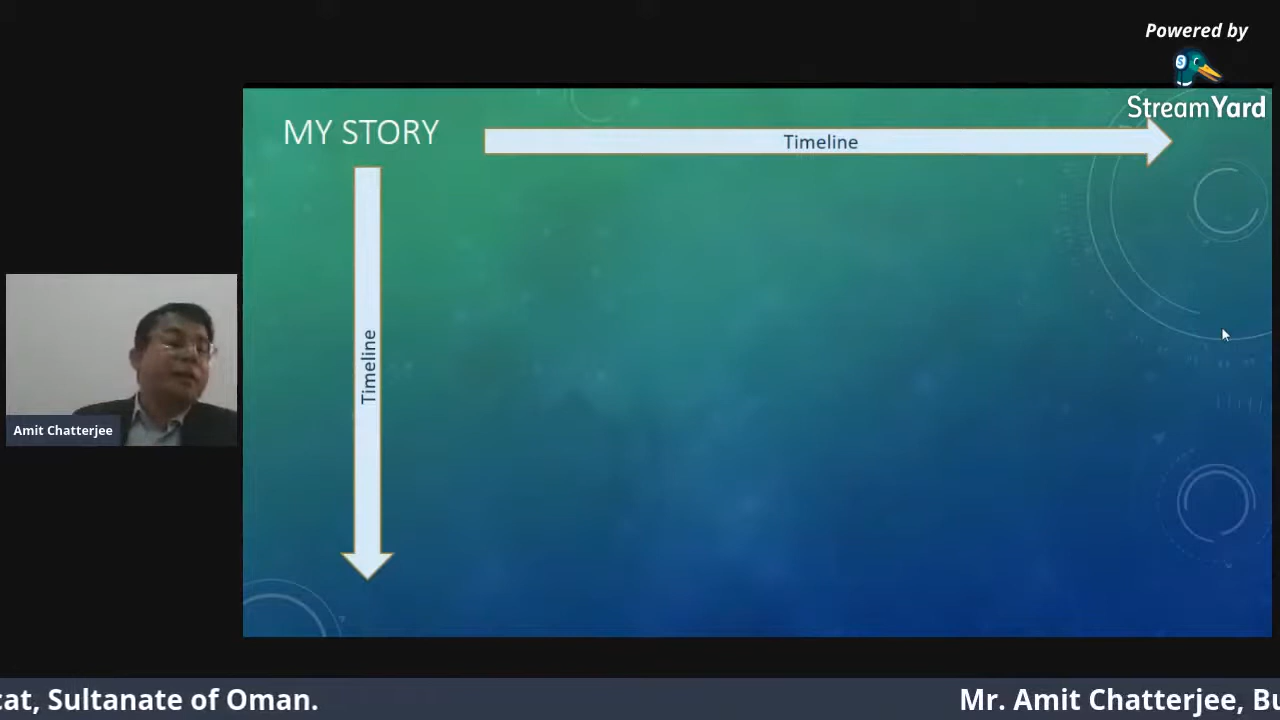 Powered by
StreamYard
MY STORY
Timeline
Timeline
Amit Chatterjee
cat, Sultanate of Oman.
Mr. Amit Chatterjee, Bu